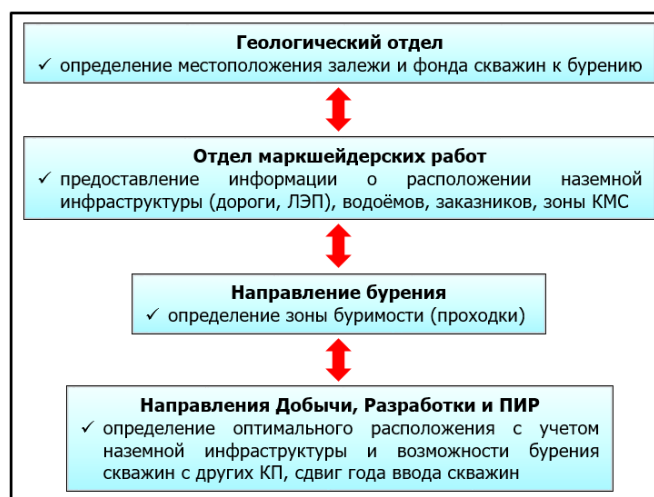 Геологический отдел
✓ определение местоположения залежи и фонда скважин к бурению
Отдел маркшейдерских работ
✓ предоставление информации о расположении наземной
инфраструктуры (дороги, ЛЭП), водоёмов, заказников, зоны КМС
Направление бурения
✓ определение зоны буримости (проходки)
Направления Добычи, Разработки и ПИР
✓ определение оптимального расположения с учетом
наземной инфраструктуры и возможности бурения
скважин с других КП, сдвиг года ввода скважин